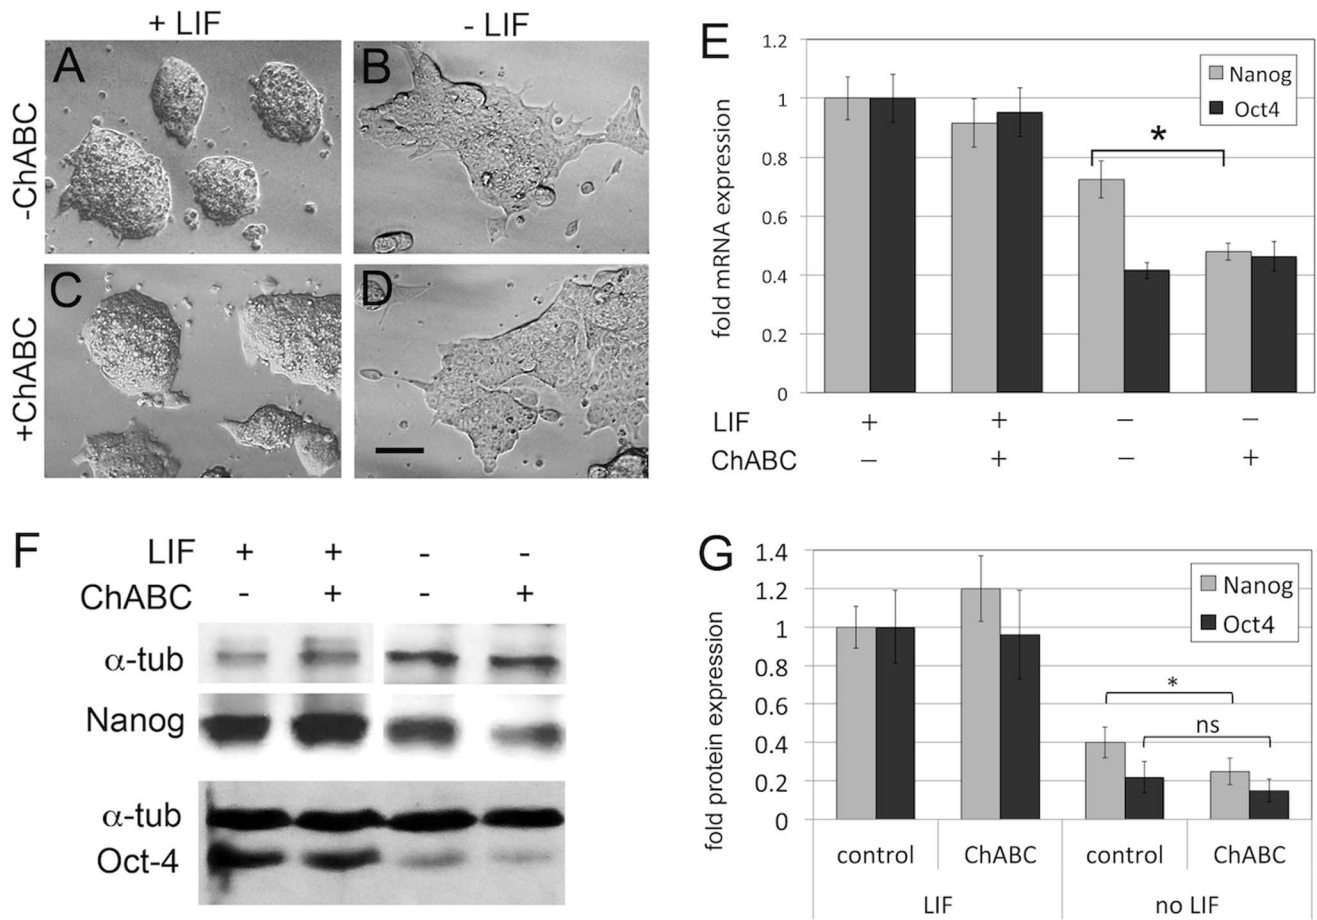 + LIF
- LIF
-ChABC
+ChABC
A
B
C
D
E
fold mRNA expression
1.2
1
0.8
0.6
0.4
0.2
0
Nanog
Oct4
*
LIF + + − −
ChABC − + − +
F
LIF + + - -
ChABC - + - +
α-tub
Nanog
α-tub
Oct-4
G
fold protein expression
1.4
1.2
1
0.8
0.6
0.4
0.2
0
Nanog
Oct4
*
ns
control ChABC control ChABC
LIF no LIF